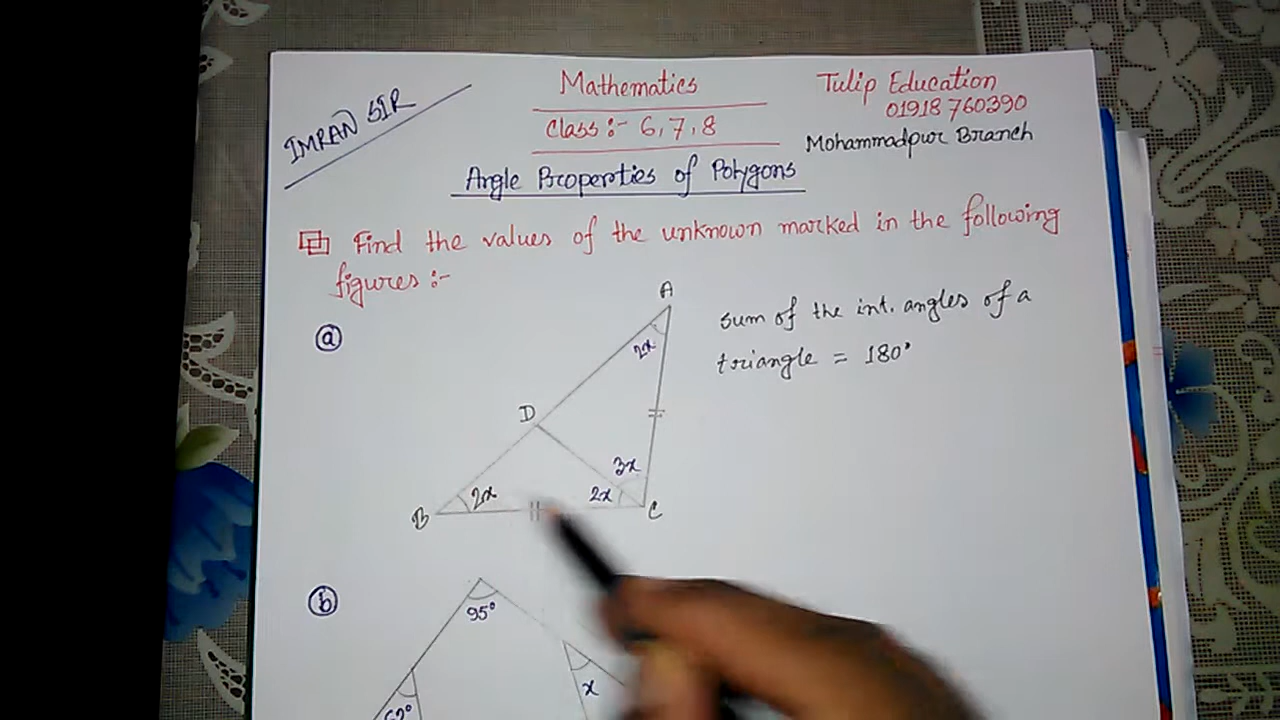 IMRAN SIR
Mathematics
Class :- 6, 7, 8
Tulip Education
01918 760390
Mohammadpur Branch
Angle Properties of Polygons
Find the values of the unknown marked in the following
figures :-
a
A
2x
D
3x
B
2x
2x
C
sum of the int. angles of a
triangle = 180°
b
95°
x
62°